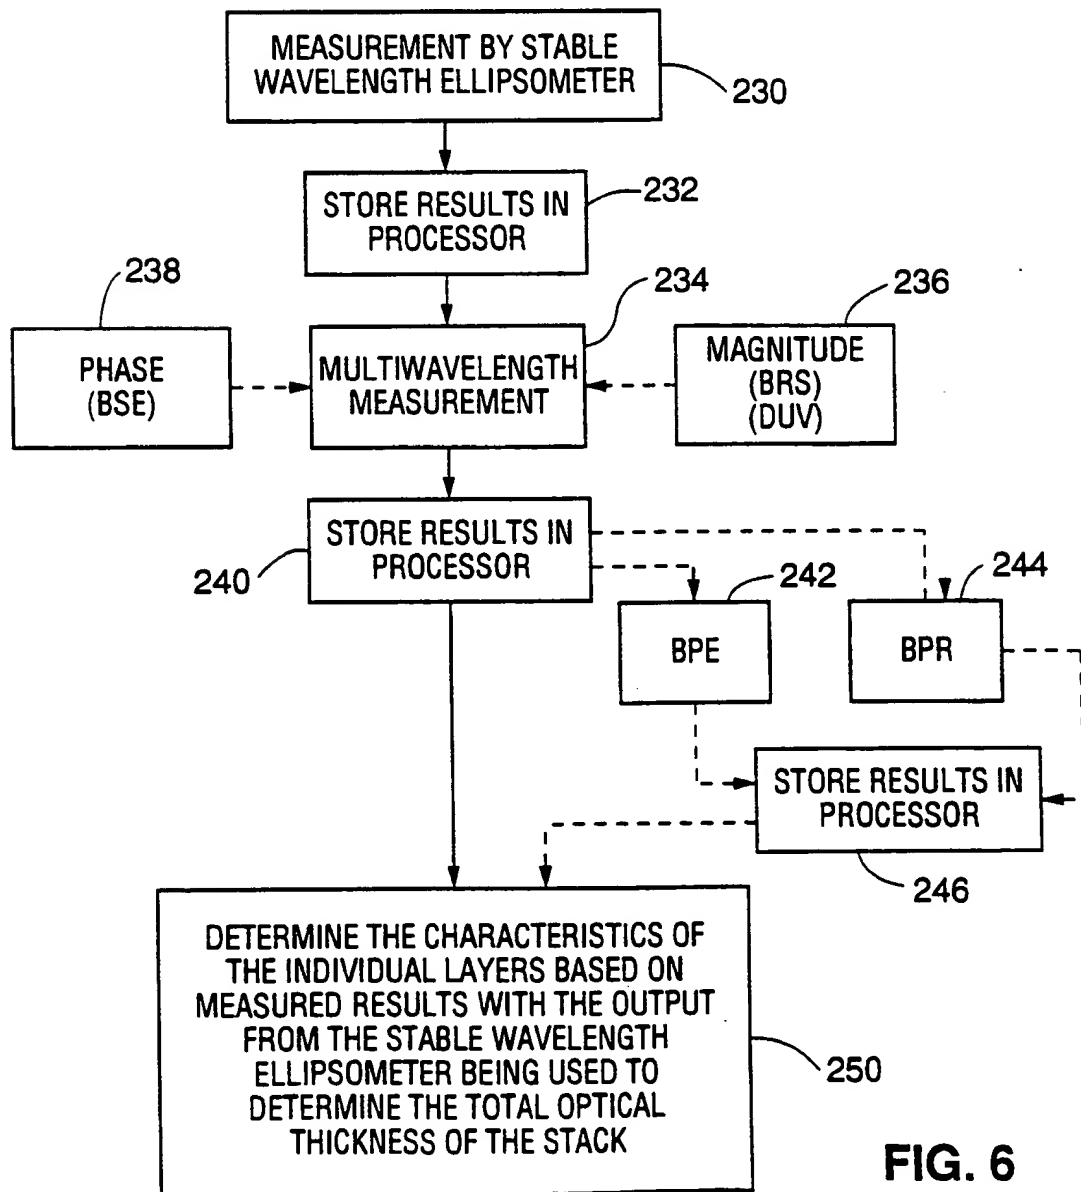 MEASUREMENT BY STABLE
WAVELENGTH ELLIPSOMETER
230
STORE RESULTS IN
PROCESSOR
232
238
234
236
PHASE
(BSE)
MULTIWAVELENGTH
MEASUREMENT
MAGNITUDE
(BRS)
(DUV)
STORE RESULTS IN
PROCESSOR
240
242
244
BPE
BPR
STORE RESULTS IN
PROCESSOR
246
DETERMINE THE CHARACTERISTICS OF
THE INDIVIDUAL LAYERS BASED ON
MEASURED RESULTS WITH THE OUTPUT
FROM THE STABLE WAVELENGTH
ELLIPSOMETER BEING USED TO
DETERMINE THE TOTAL OPTICAL
THICKNESS OF THE STACK
250
FIG. 6